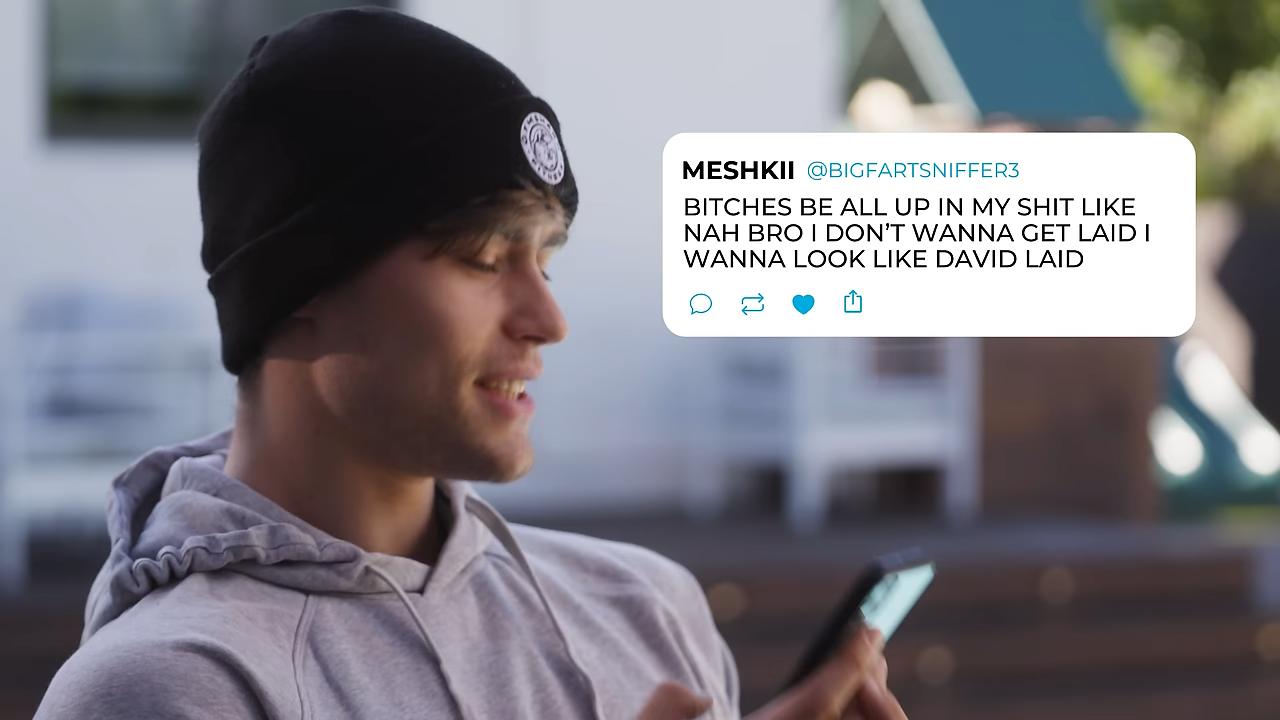 MESHKII @BIGFARTSNIFFER3
BITCHES BE ALL UP IN MY SHIT LIKE
NAH BRO I DON'T WANNA GET LAID I
WANNA LOOK LIKE DAVID LAID